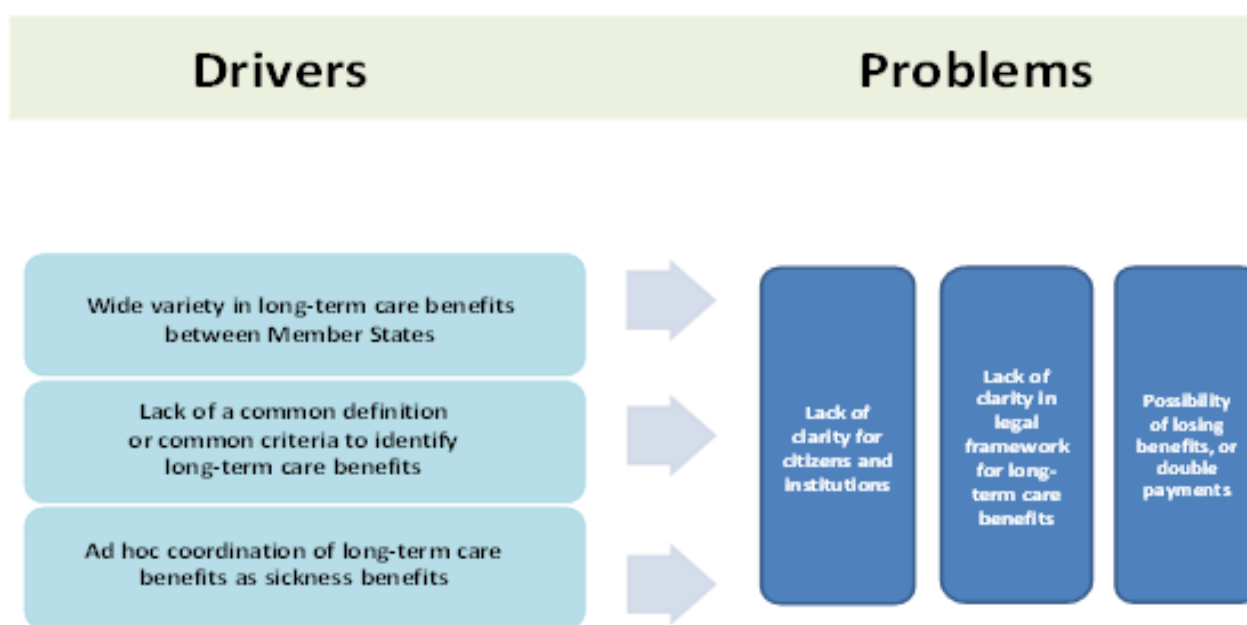 Drivers
Problems
Wide variety in long-term care benefits
between Member States
Lack of a common definition
or common criteria to identify
long-term care benefits
Ad hoc coordination of long-term care
benefits as sickness benefits
Lack of
clarity for
citizens and
institutions
Lack of
clarity in
legal
framework
for long-
term care
benefits
Possibility
of losing
benefits, or
double
payments